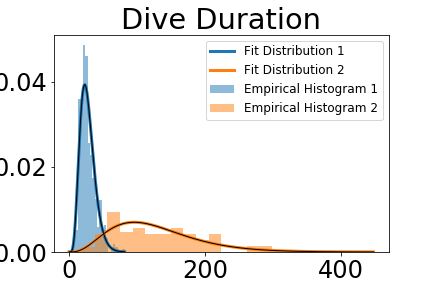 Dive Duration
Fit Distribution 1
Fit Distribution 2
Empirical Histogram 1
Empirical Histogram 2
0.04
0.02
0.00
0 200 400